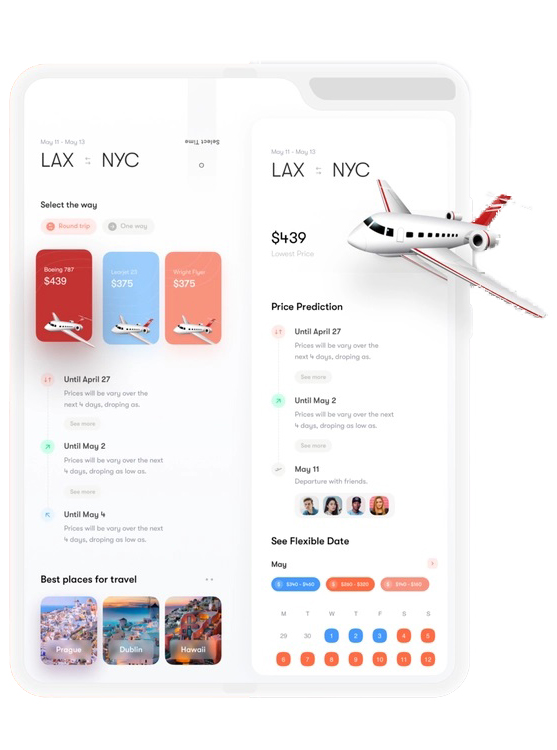 May 11 - May 13
Select Time
LAX NYC
Select the way
Round trip
One way
Boeing 787
$439
Learjet 23
$375
Wright Flyer
$375
Until April 27
Prices will be vary over the
next 4 days, droping as.
See more
Until May 2
Prices will be vary over the next
4 days, droping as low as.
See more
Until May 4
Prices will be vary over the next
4 days, droping as low as.
Best places for travel
Prague
Dublin
Hawaii
May 11 - May 13
LAX NYC
$439
Lowest Price
Price Prediction
Until April 27
Prices will be vary over the
next 4 days, droping as low as.
See more
Until May 2
Prices will be vary over the next
4 days, droping as low as.
See more
May 11
Departure with friends.
See Flexible Date
May
M T W T F S S
29 30 1 2 3 4 5
6 7 8 9 10 11 12